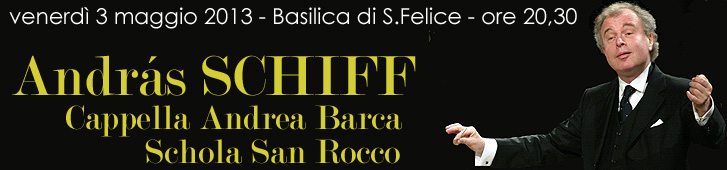 venerdì 3 maggio 2013 - Basilica di S.Felice - ore 20,30
András SCHIFF
Cappella Andrea Barca
Schola San Rocco